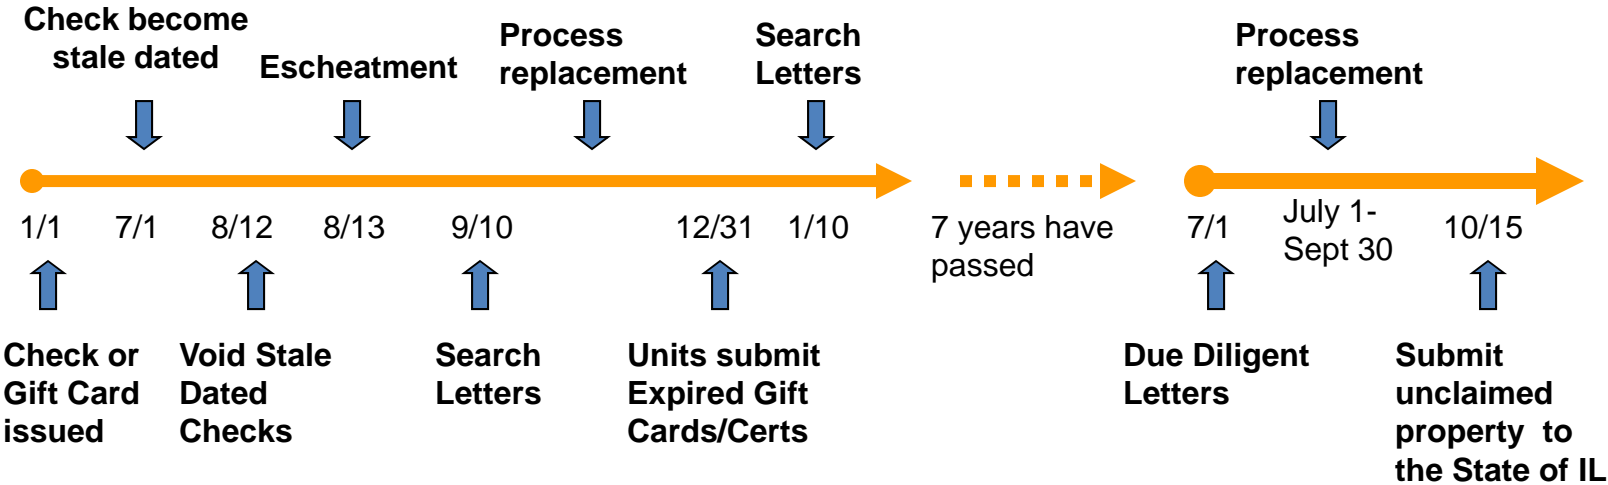 Check become
stale dated
Escheatment
Process
replacement
Search
Letters
Process
replacement
1/1
7/1
8/12
8/13
9/10
12/31
1/10
7 years have
passed
7/1
July 1-
Sept 30
10/15
Check or
Gift Card
issued
Void Stale
Dated
Checks
Search
Letters
Units submit
Expired Gift
Cards/Certs
Due Diligent
Letters
Submit
unclaimed
property to
the State of IL